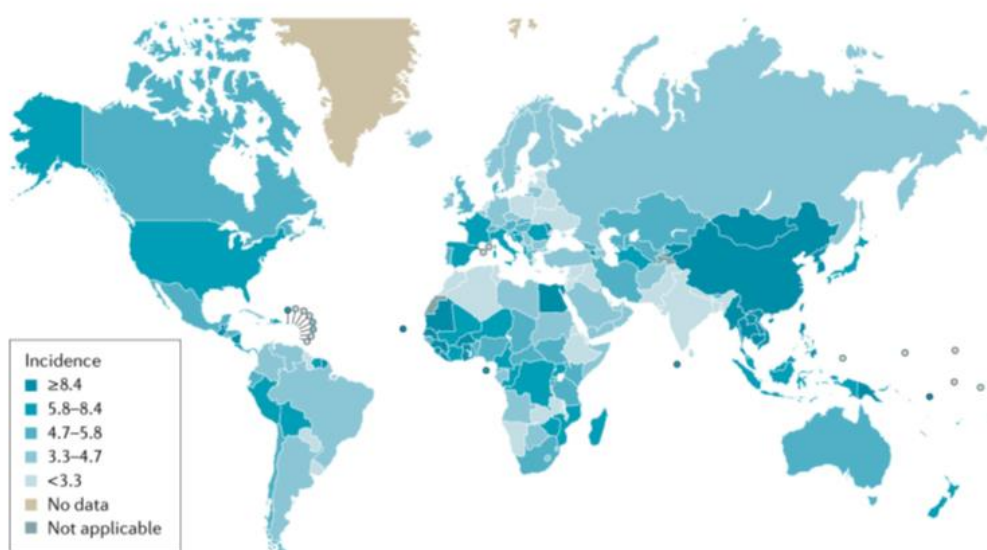 Incidence
≥8.4
5.8–8.4
4.7–5.8
3.3–4.7
<3.3
No data
Not applicable